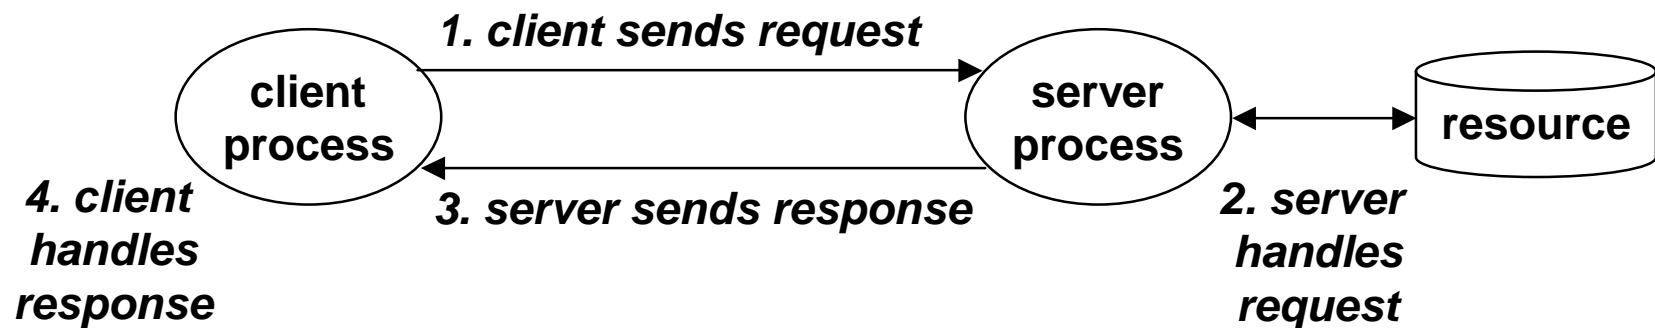 1. client sends request
client
process
server
process
resource
3. server sends response
2. server
handles
request
4. client
handles
response